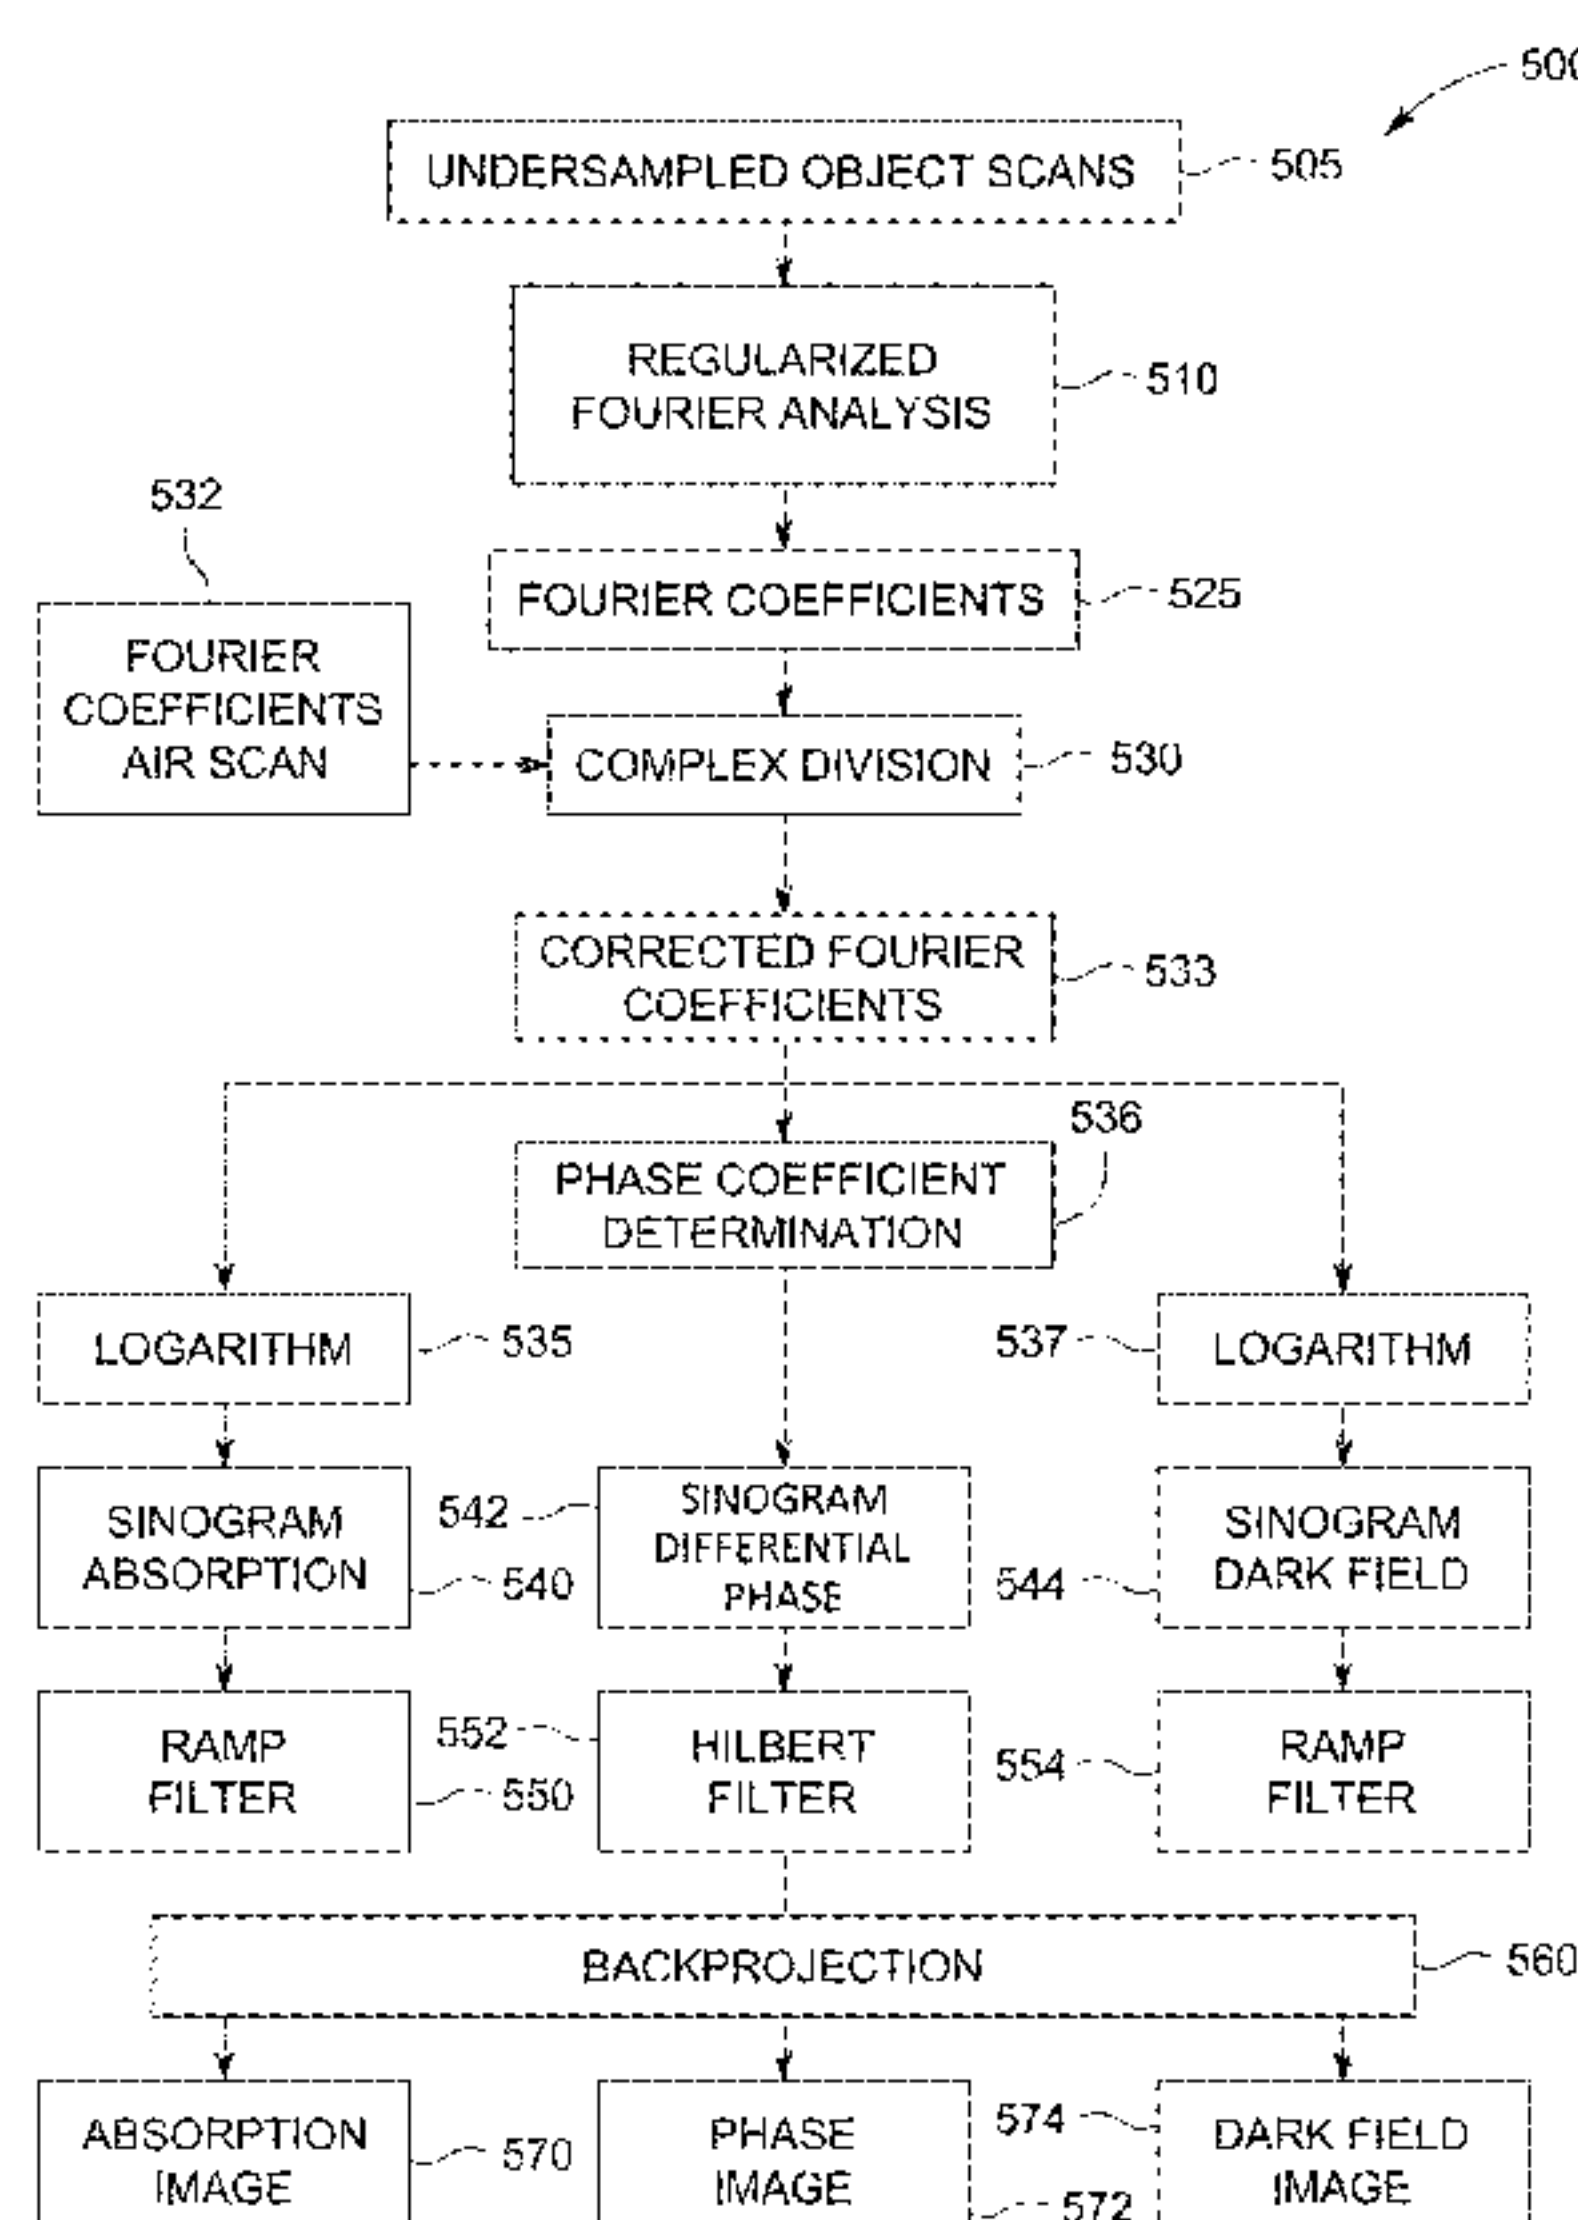 500
UNDERSAMPLED OBJECT SCANS
505
REGULARIZED
FOURIER ANALYSIS
510
532
FOURIER COEFFICIENTS
525
FOURIER
COEFFICIENTS
AIR SCAN
COMPLEX DIVISION
530
CORRECTED FOURIER
COEFFICIENTS
533
536
PHASE COEFFICIENT
DETERMINATION
LOGARITHM
535
537
LOGARITHM
SINOGRAM
ABSORPTION
540
542
SINOGRAM
DIFFERENTIAL
PHASE
544
SINOGRAM
DARK FIELD
RAMP
FILTER
550
552
HILBERT
FILTER
554
RAMP
FILTER
BACKPROJECTION
560
ABSORPTION
IMAGE
570
PHASE
IMAGE
572
574
DARK FIELD
IMAGE